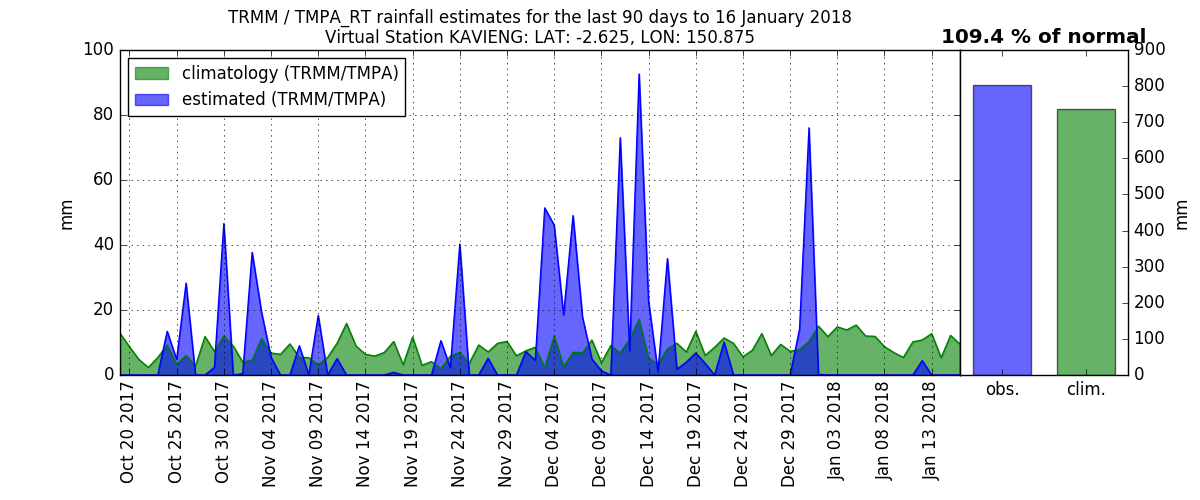 TRMM / TMPA_RT rainfall estimates for the last 90 days to 16 January 2018
Virtual Station KAVIENG: LAT: -2.625, LON: 150.875
109.4 % of normal
climatology (TRMM/TMPA)
estimated (TRMM/TMPA)
100
80
60
40
20
0
mm
Oct 20 2017
Oct 25 2017
Oct 30 2017
Nov 04 2017
Nov 09 2017
Nov 14 2017
Nov 19 2017
Nov 24 2017
Nov 29 2017
Dec 04 2017
Dec 09 2017
Dec 14 2017
Dec 19 2017
Dec 24 2017
Dec 29 2017
Jan 03 2018
Jan 08 2018
Jan 13 2018
900
800
700
600
500
400
300
200
100
0
mm
obs.
clim.